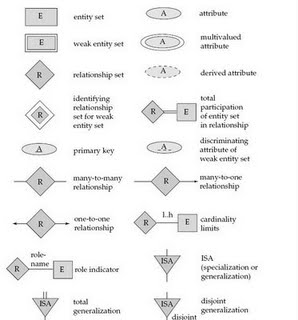 E entity set
A attribute
E weak entity set
A multivalued
attribute
R relationship set
A derived attribute
R identifying
relationship
set for weak
entity set
R E total
participation
of entity set
in relationship
A primary key
A discriminating
attribute of
weak entity set
R many-to-many
relationship
R many-to-one
relationship
R one-to-one
relationship
R l..h E cardinality
limits
R role-
name E role indicator
ISA ISA
(specialization or
generalization)
ISA total
generalization
ISA disjoint
generalization
disjoint